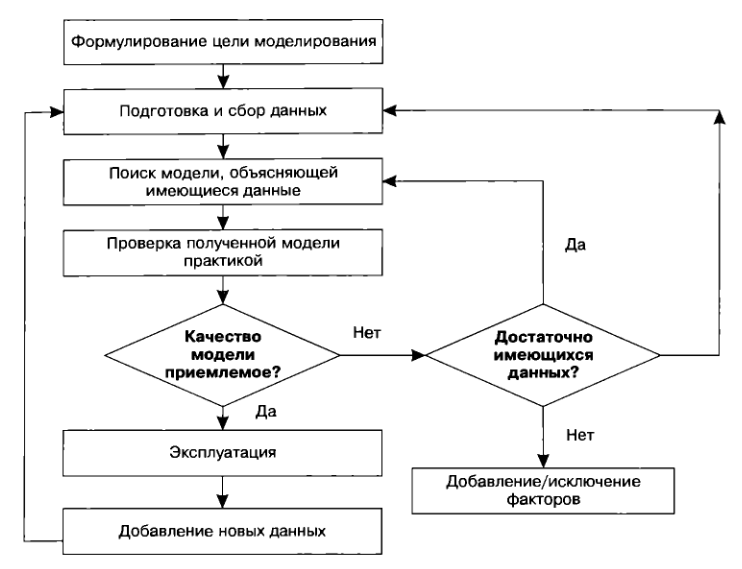 Формулирование цели моделирования
Подготовка и сбор данных
Поиск модели, объясняющей
имеющиеся данные
Проверка полученной модели
практикой
Да
Качество
модели
приемлемое?
Нет
Достаточно
имеющихся
данных?
Да
Нет
Эксплуатация
Добавление/исключение
факторов
Добавление новых данных